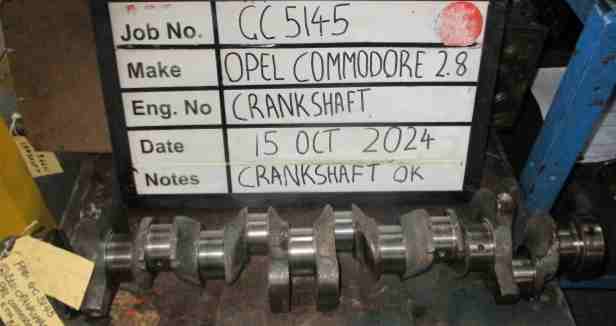 Job No. GC 5145
Make OPEL COMMODORE 2.8
Eng. No CRANKSHAFT
Date 15 OCT 2024
Notes CRANKSHAFT OK